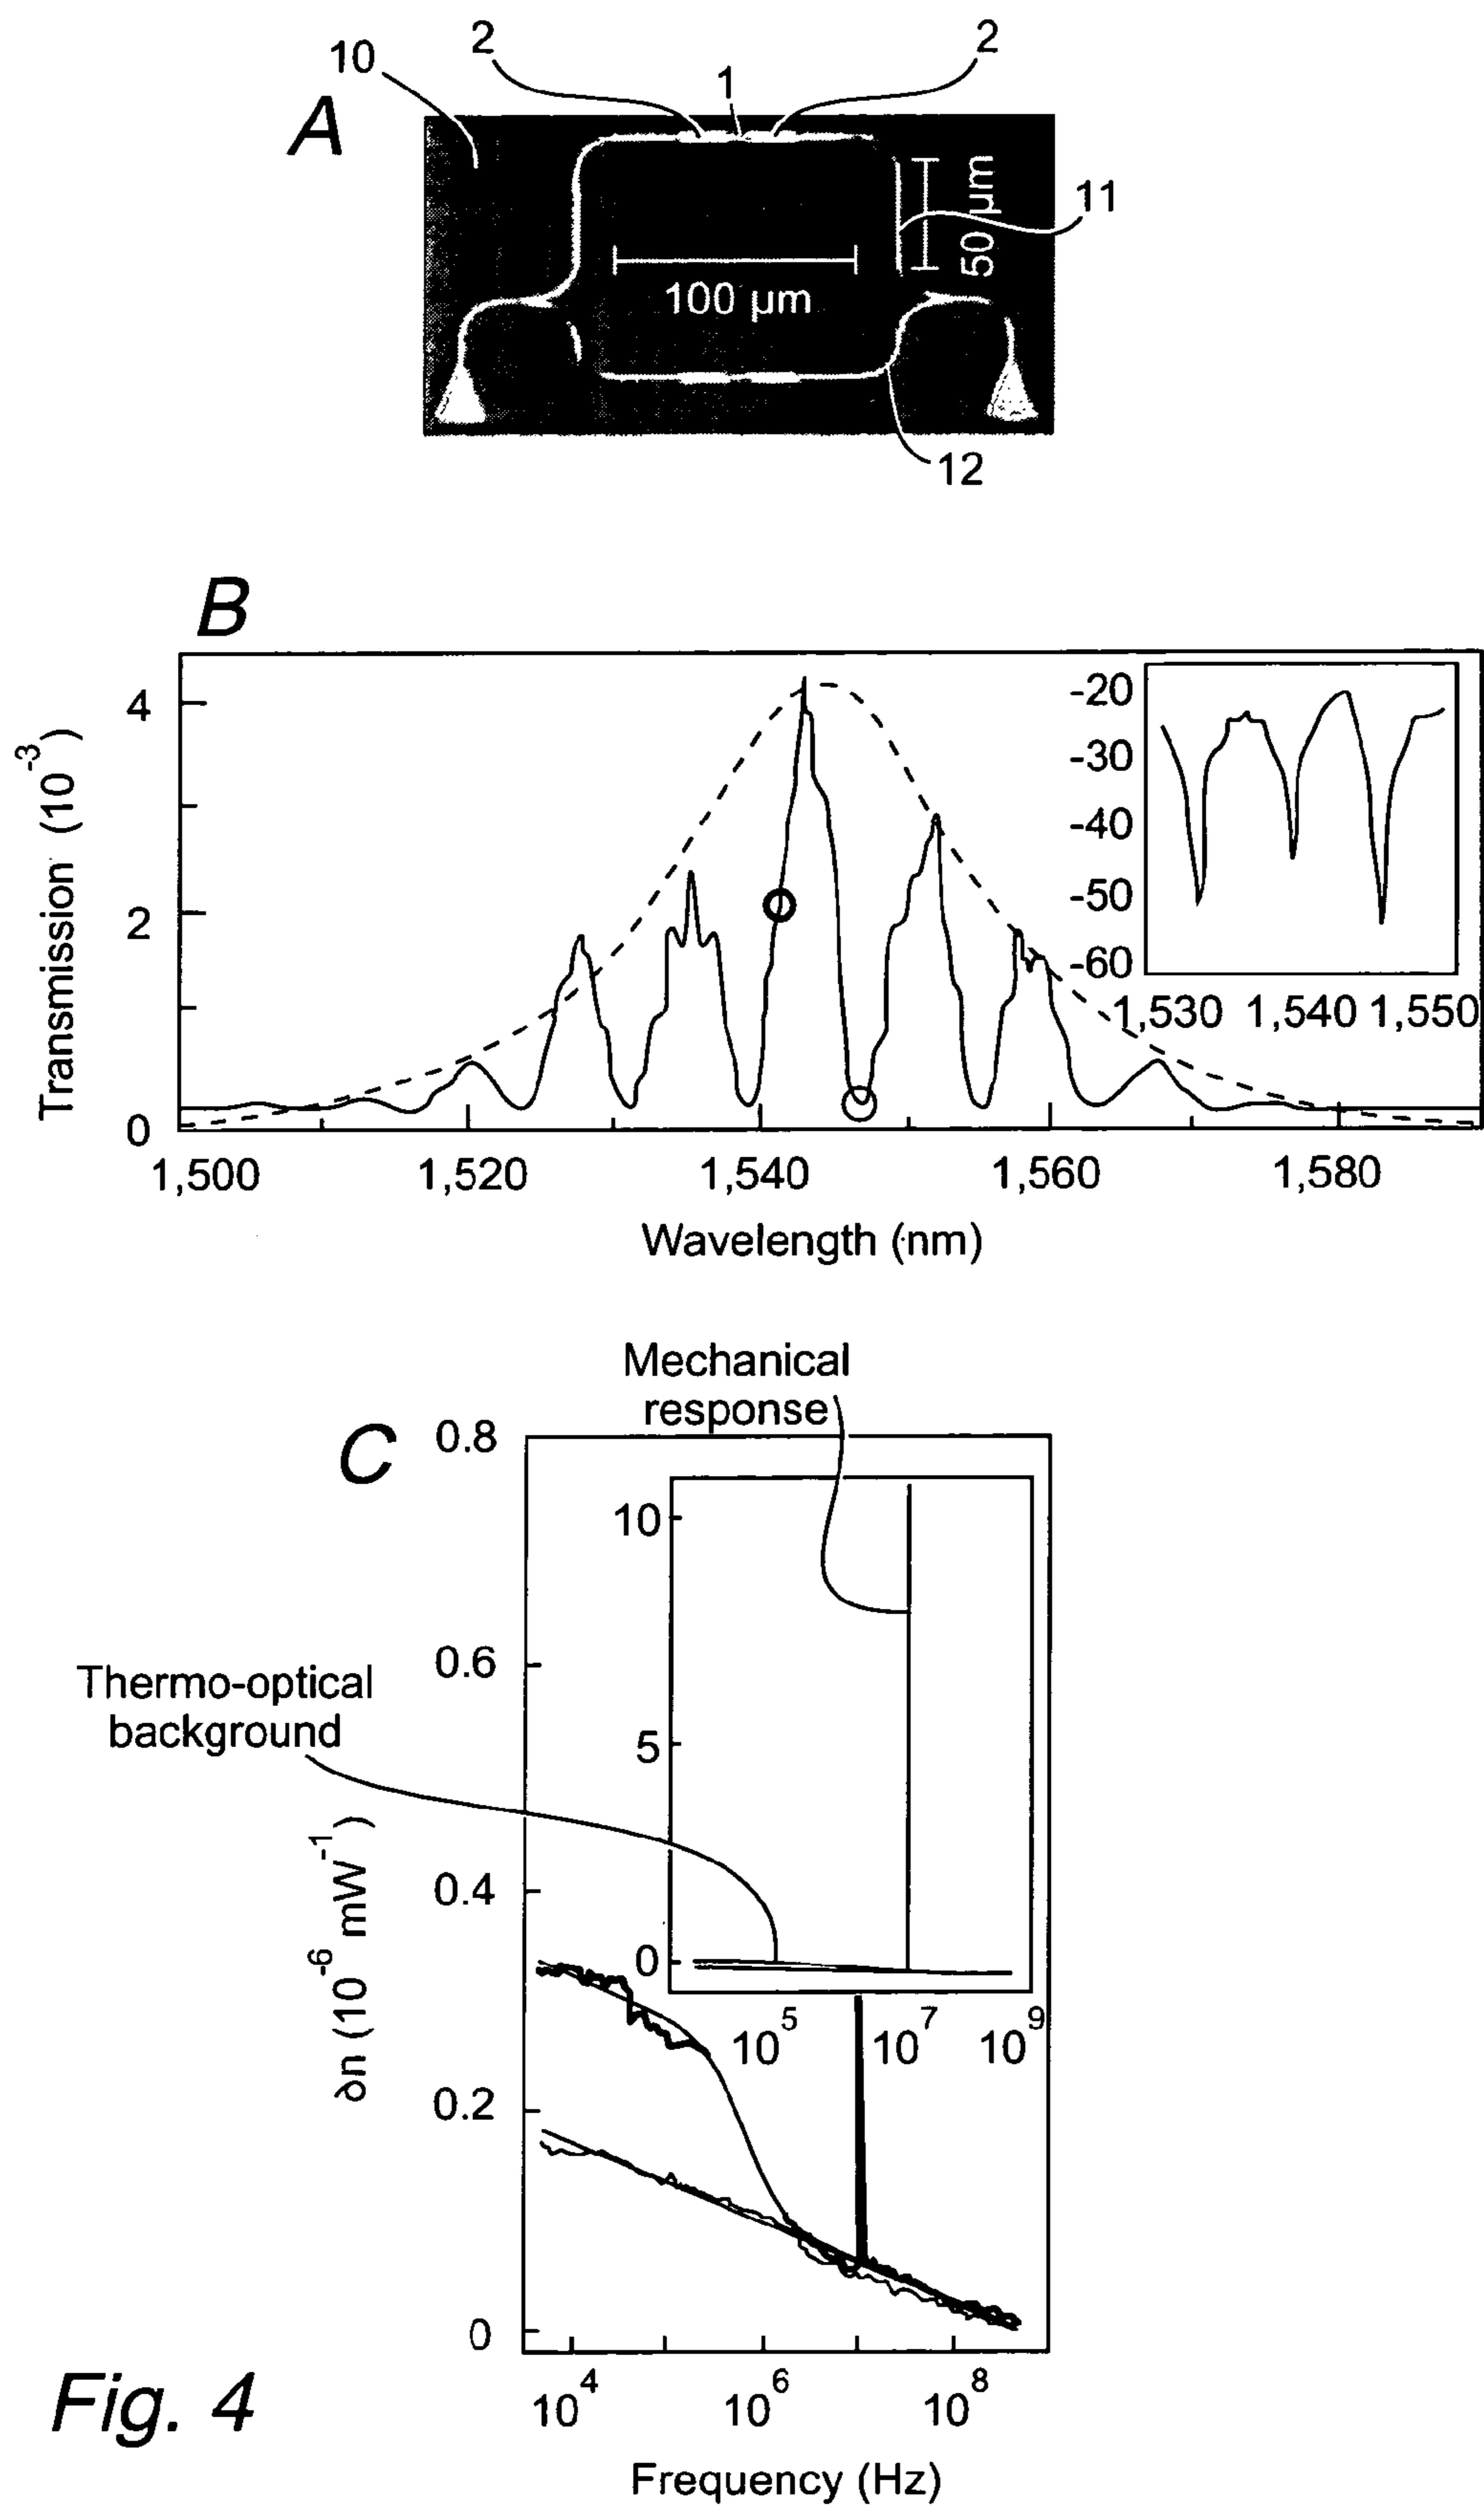 10
2
1
2
A
50 µm
11
100 µm
12
B
Transmission (10⁻³)
4
2
0
-20
-30
-40
-50
-60
1,530 1,540 1,550
1,500 1,520 1,540 1,560 1,580
Wavelength (nm)
Mechanical
response
C
0.8
0.6
0.4
0.2
0
10
5
0
10⁵ 10⁷ 10⁹
Thermo-optical
background
δn (10⁻⁶ mW⁻¹)
10⁴ 10⁶ 10⁸
Frequency (Hz)
Fig. 4